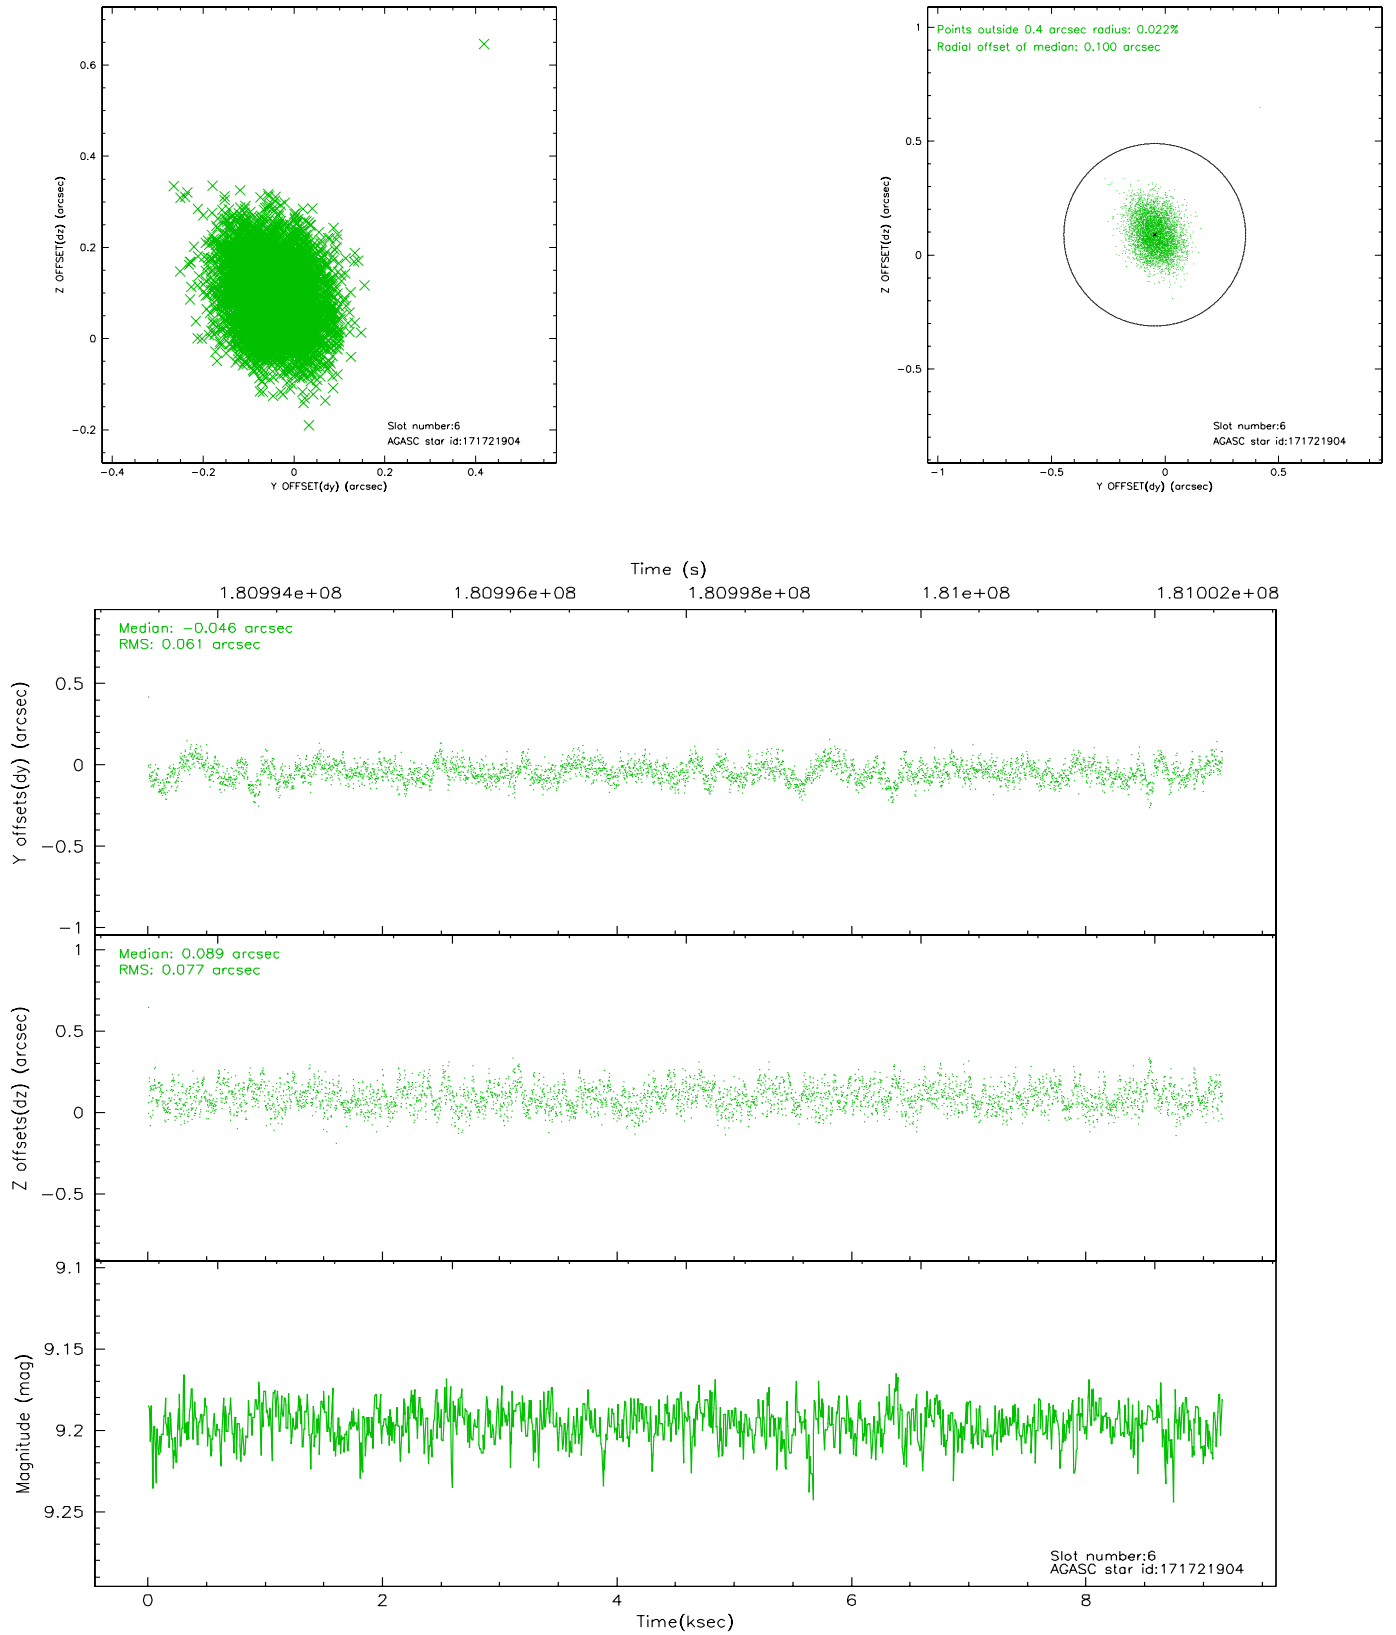 0.6
0.4
0.2
0
−0.2
Z OFFSET(dz) (arcsec)
Slot number:6
AGASC star id:171721904
−0.4
−0.2
0
0.2
0.4
Y OFFSET(dy) (arcsec)
Points outside 0.4 arcsec radius: 0.022%
Radial offset of median: 0.100 arcsec
1
0.5
0
−0.5
Z OFFSET(dz) (arcsec)
Slot number:6
AGASC star id:171721904
−1
−0.5
0
0.5
Y OFFSET(dy) (arcsec)
Time (s)
1.80994e+08
1.80996e+08
1.80998e+08
1.81e+08
1.81002e+08
Median: −0.046 arcsec
RMS: 0.061 arcsec
0.5
0
−0.5
−1
Y offsets(dy) (arcsec)
Median: 0.089 arcsec
RMS: 0.077 arcsec
1
0.5
0
−0.5
Z offsets(dz) (arcsec)
9.1
9.15
9.2
9.25
Magnitude (mag)
Slot number:6
AGASC star id:171721904
0
2
4
6
8
Time(ksec)